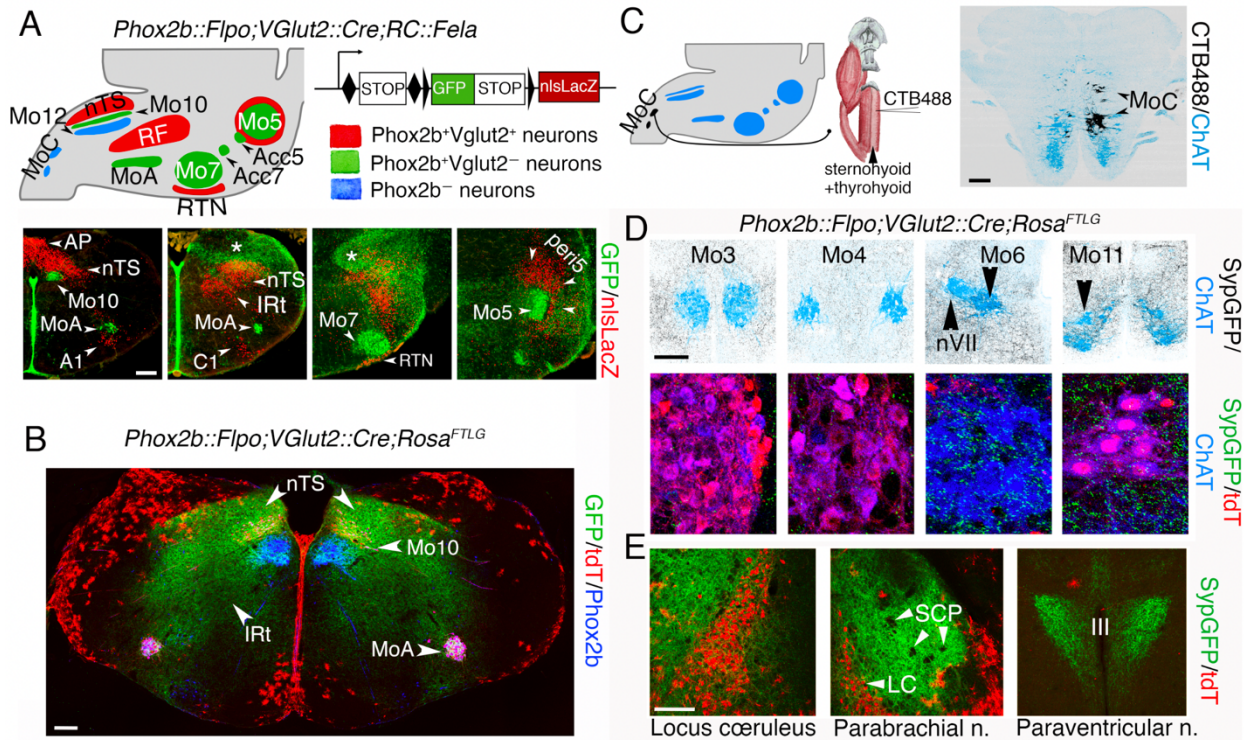 A
Phox2b::Flpo;VGlut2::Cre;RC::Fela
STOP
GFP
STOP
nlsLacZ
nTS
Mo10
Mo12
Mo5
RF
MoC
Acc5
MoA
Mo7
Acc7
RTN
Phox2b+Vglut2+ neurons
Phox2b+Vglut2− neurons
Phox2b− neurons
AP
nTS
Mo10
MoA
A1
*
nTS
IRt
MoA
C1
*
Mo7
RTN
peri5
Mo5
GFP/nlsLacZ
B
Phox2b::Flpo;VGlut2::Cre;RosaFTLG
nTS
Mo10
IRt
MoA
GFP/tdT/Phox2b
C
MoC
CTB488
sternohyoid
+thyrohyoid
MoC
CTB488/ChAT
D
Phox2b::Flpo;VGlut2::Cre;RosaFTLG
Mo3
Mo4
Mo6
Mo11
nVII
SypGFP/
ChAT
SypGFP/tdT
ChAT
E
SCP
LC
III
SypGFP/tdT
Locus cœruleus
Parabrachial n.
Paraventricular n.